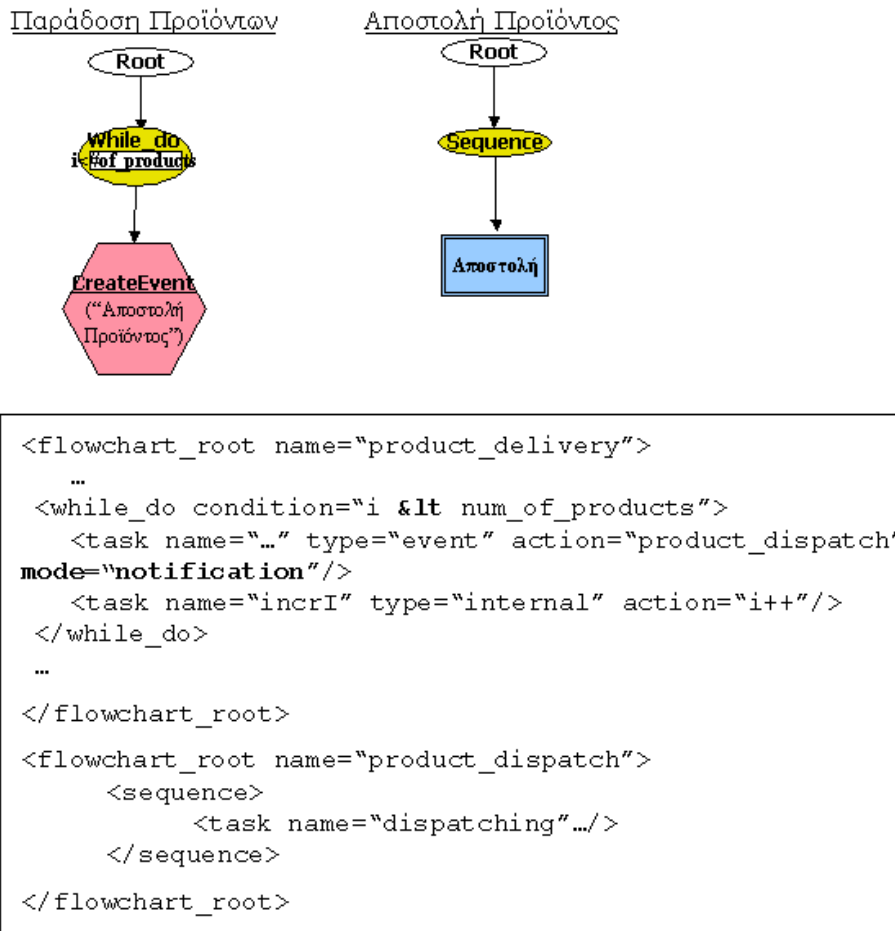 Παράδοση Προϊόντων
Αποστολή Προϊόντος
Root
While_do
i<#of_products
CreateEvent
(“Αποστολή
Προϊόντος”)
Root
Sequence
Αποστολή
<flowchart_root name=“product_delivery”>
…
<while_do condition=“i &lt num_of_products”>
<task name=“…” type=“event” action=“product_dispatch”
mode=“notification”/>
<task name=“incrI” type=“internal” action=“i++”/>
</while_do>
…
</flowchart_root>
<flowchart_root name=“product_dispatch”>
<sequence>
<task name=“dispatching”…/>
</sequence>
</flowchart_root>